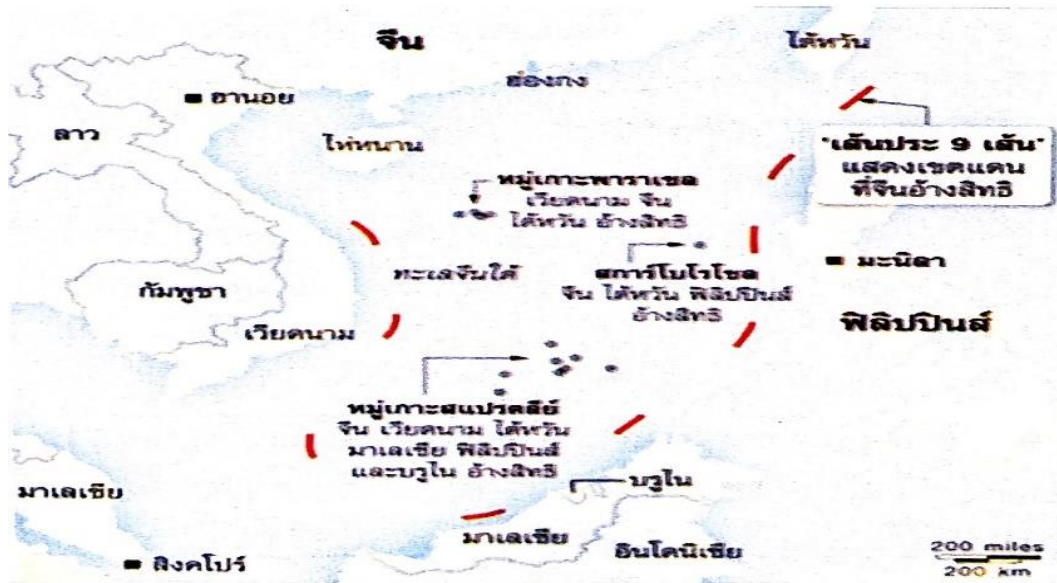 จีน
ไต้หวัน
ฮ่องกง
ฮานอย
ลาว
ไห่หนาน
"เส้นประ 9 เส้น"
แสดงเขตแดน
ที่จีนอ้างสิทธิ
หมู่เกาะพาราเซล
เวียดนาม จีน
ไต้หวัน อ้างสิทธิ
ทะเลจีนใต้
สการ์โบโรโชล
จีน ไต้หวัน ฟิลิปปินส์
อ้างสิทธิ
มะนิลา
กัมพูชา
เวียดนาม
ฟิลิปปินส์
หมู่เกาะสแปรตลีย์
จีน เวียดนาม ไต้หวัน
มาเลเซีย ฟิลิปปินส์
และบรูไน อ้างสิทธิ
บรูไน
มาเลเซีย
มาเลเซีย
อินโดนีเซีย
สิงคโปร์
200 miles
200 km